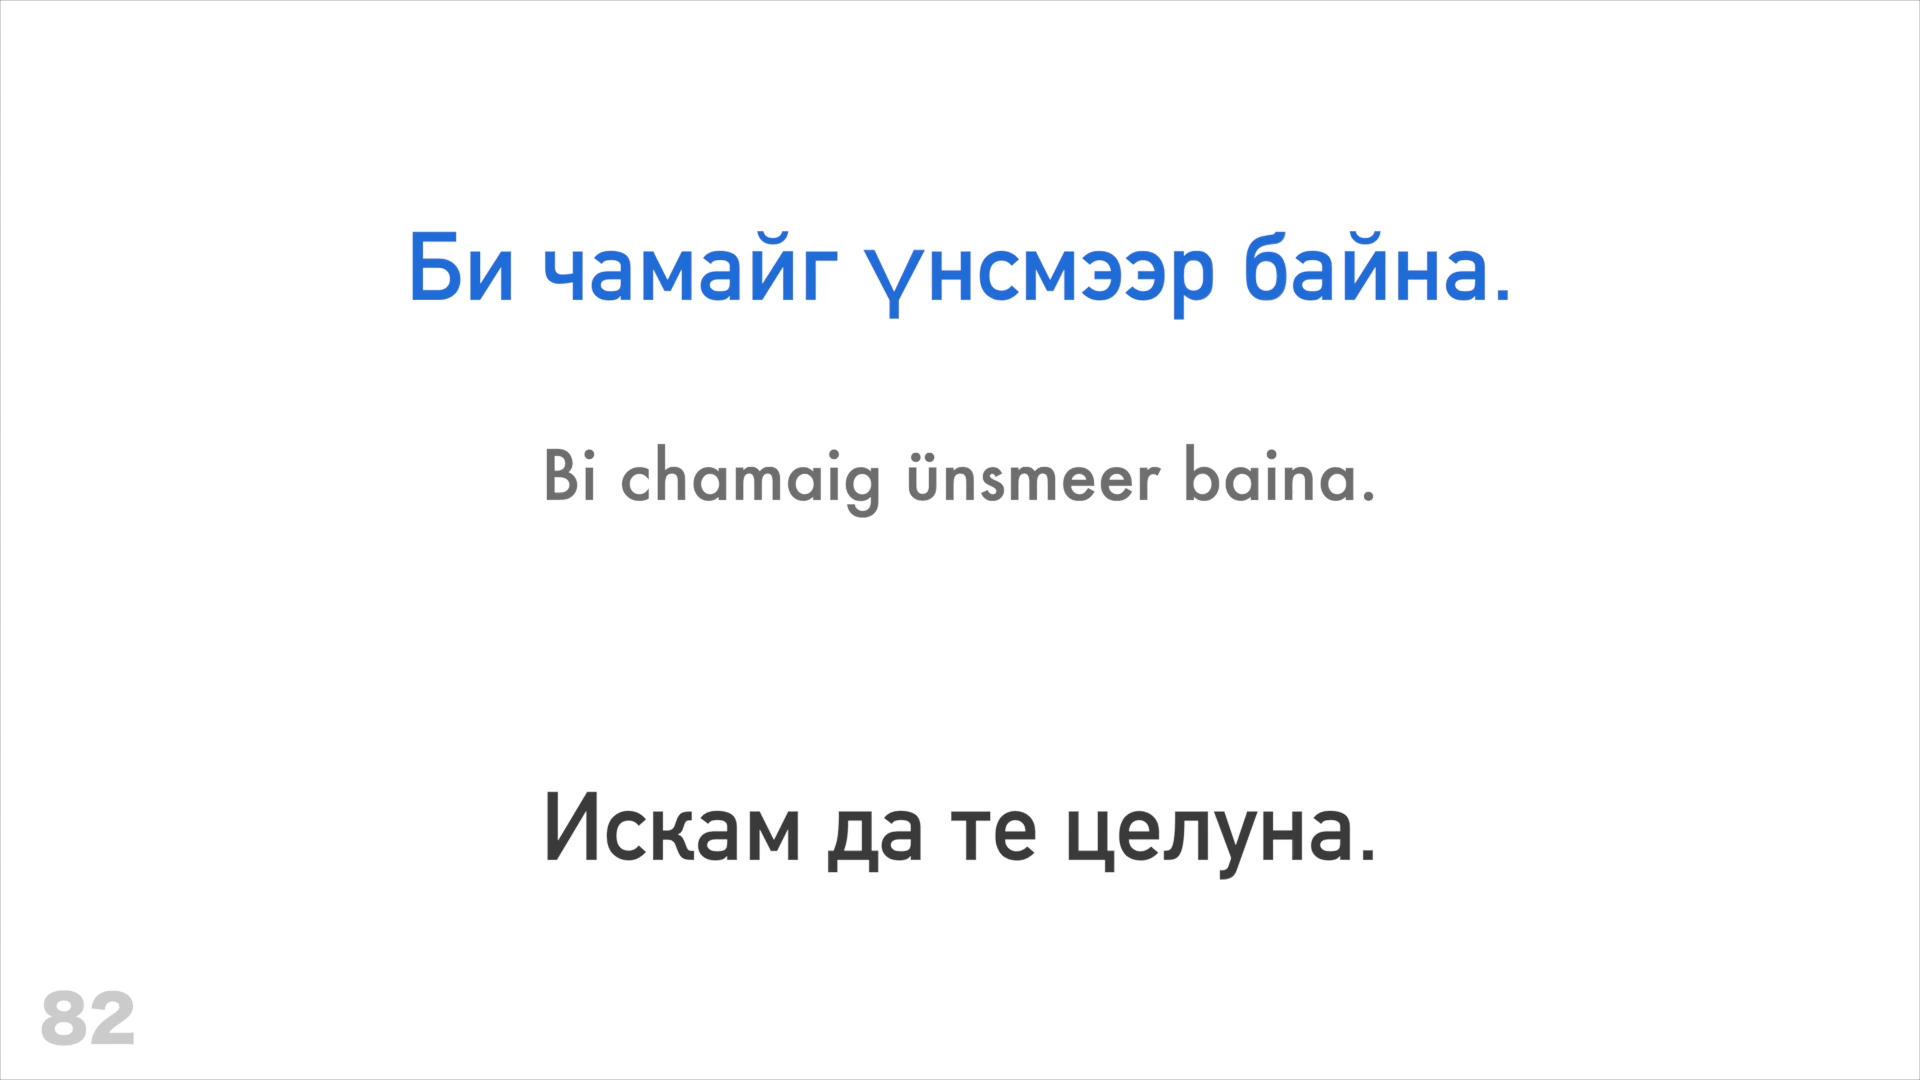 Би чамайг үнсмээр байна.
Bi chamaig ünsmeer baina.
Искам да те целуна.
82